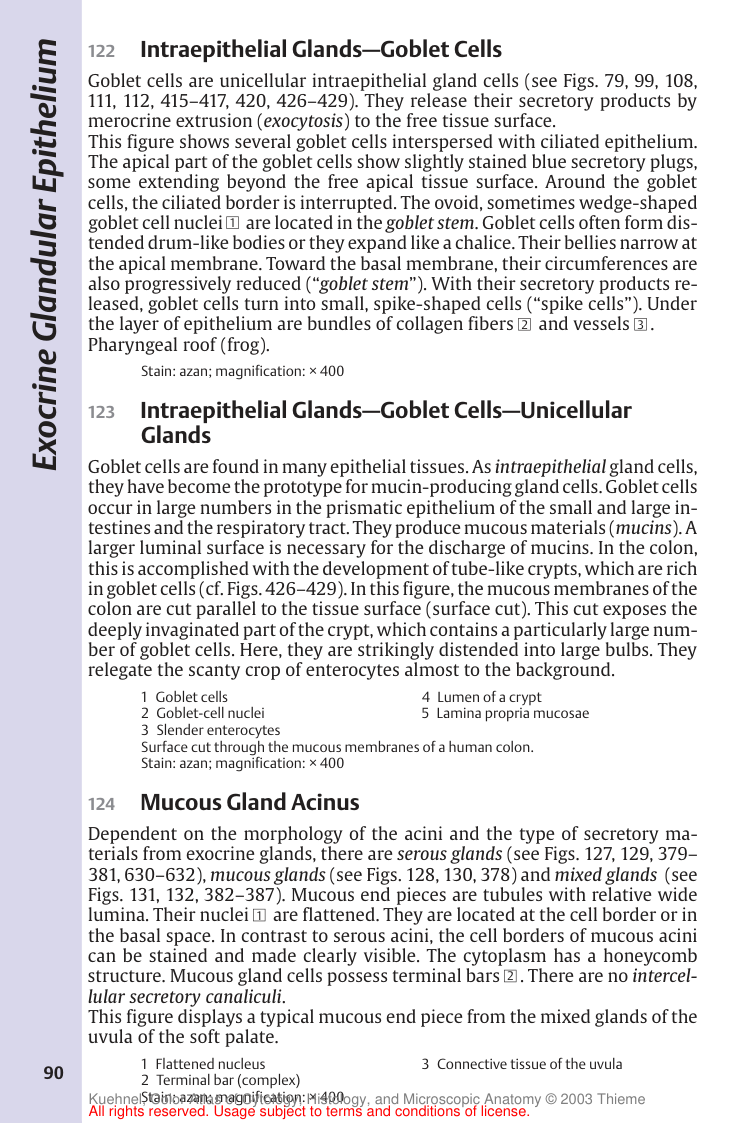 Exocrine Glandular Epithelium
122 Intraepithelial Glands—Goblet Cells
Goblet cells are unicellular intraepithelial gland cells (see Figs. 79, 99, 108,
111, 112, 415–417, 420, 426–429). They release their secretory products by
merocrine extrusion (exocytosis) to the free tissue surface.
This figure shows several goblet cells interspersed with ciliated epithelium.
The apical part of the goblet cells show slightly stained blue secretory plugs,
some extending beyond the free apical tissue surface. Around the goblet
cells, the ciliated border is interrupted. The ovoid, sometimes wedge-shaped
goblet cell nuclei 1 are located in the goblet stem. Goblet cells often form dis-
tended drum-like bodies or they expand like a chalice. Their bellies narrow at
the apical membrane. Toward the basal membrane, their circumferences are
also progressively reduced (“goblet stem”). With their secretory products re-
leased, goblet cells turn into small, spike-shaped cells (“spike cells”). Under
the layer of epithelium are bundles of collagen fibers 2 and vessels 3.
Pharyngeal roof (frog).
Stain: azan; magnification: × 400
123 Intraepithelial Glands—Goblet Cells—Unicellular
Glands
Goblet cells are found in many epithelial tissues. As intraepithelial gland cells,
they have become the prototype for mucin-producing gland cells. Goblet cells
occur in large numbers in the prismatic epithelium of the small and large in-
testines and the respiratory tract. They produce mucous materials (mucins). A
larger luminal surface is necessary for the discharge of mucins. In the colon,
this is accomplished with the development of tube-like crypts, which are rich
in goblet cells (cf. Figs. 426–429). In this figure, the mucous membranes of the
colon are cut parallel to the tissue surface (surface cut). This cut exposes the
deeply invaginated part of the crypt, which contains a particularly large num-
ber of goblet cells. Here, they are strikingly distended into large bulbs. They
relegate the scanty crop of enterocytes almost to the background.
1 Goblet cells
2 Goblet-cell nuclei
3 Slender enterocytes
4 Lumen of a crypt
5 Lamina propria mucosae
Surface cut through the mucous membranes of a human colon.
Stain: azan; magnification: × 400
124 Mucous Gland Acinus
Dependent on the morphology of the acini and the type of secretory ma-
terials from exocrine glands, there are serous glands (see Figs. 127, 129, 379–
381, 630–632), mucous glands (see Figs. 128, 130, 378) and mixed glands (see
Figs. 131, 132, 382–387). Mucous end pieces are tubules with relative wide
lumina. Their nuclei 1 are flattened. They are located at the cell border or in
the basal space. In contrast to serous acini, the cell borders of mucous acini
can be stained and made clearly visible. The cytoplasm has a honeycomb
structure. Mucous gland cells possess terminal bars 2. There are no intercel-
lular secretory canaliculi.
This figure displays a typical mucous end piece from the mixed glands of the
uvula of the soft palate.
1 Flattened nucleus
2 Terminal bar (complex)
3 Connective tissue of the uvula
Stain: azan; magnification: × 400
90
Kuehnel, Color Atlas of Cytology, Histology, and Microscopic Anatomy © 2003 Thieme
All rights reserved. Usage subject to terms and conditions of license.